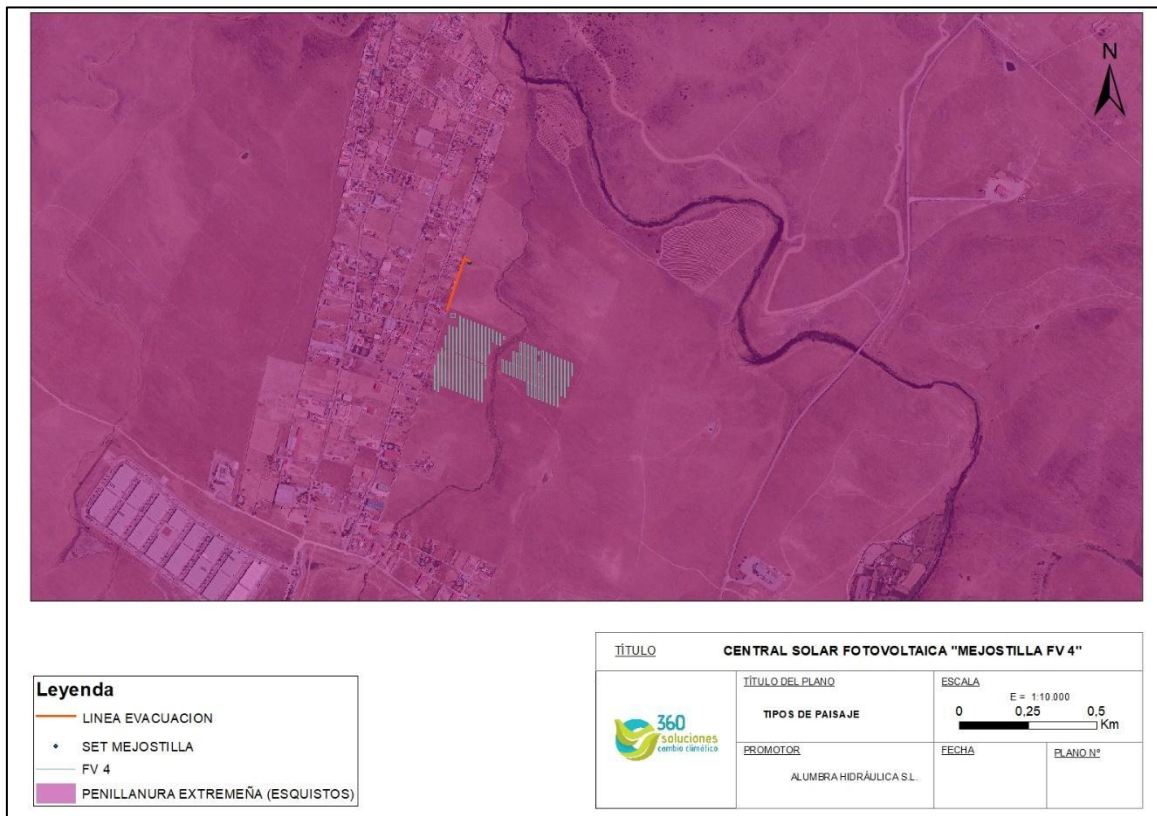 N
Leyenda
LINEA EVACUACION
SET MEJOSTILLA
FV 4
PENILLANURA EXTREMEÑA (ESQUISTOS)
TÍTULO
CENTRAL SOLAR FOTOVOLTAICA "MEJOSTILLA FV 4"
360
soluciones
cambio climático
TÍTULO DEL PLANO
TIPOS DE PAISAJE
ESCALA
E = 1:10.000
0 0,25 0,5
Km
PROMOTOR
ALUMBRA HIDRÁULICA S.L.
FECHA
PLANO Nº